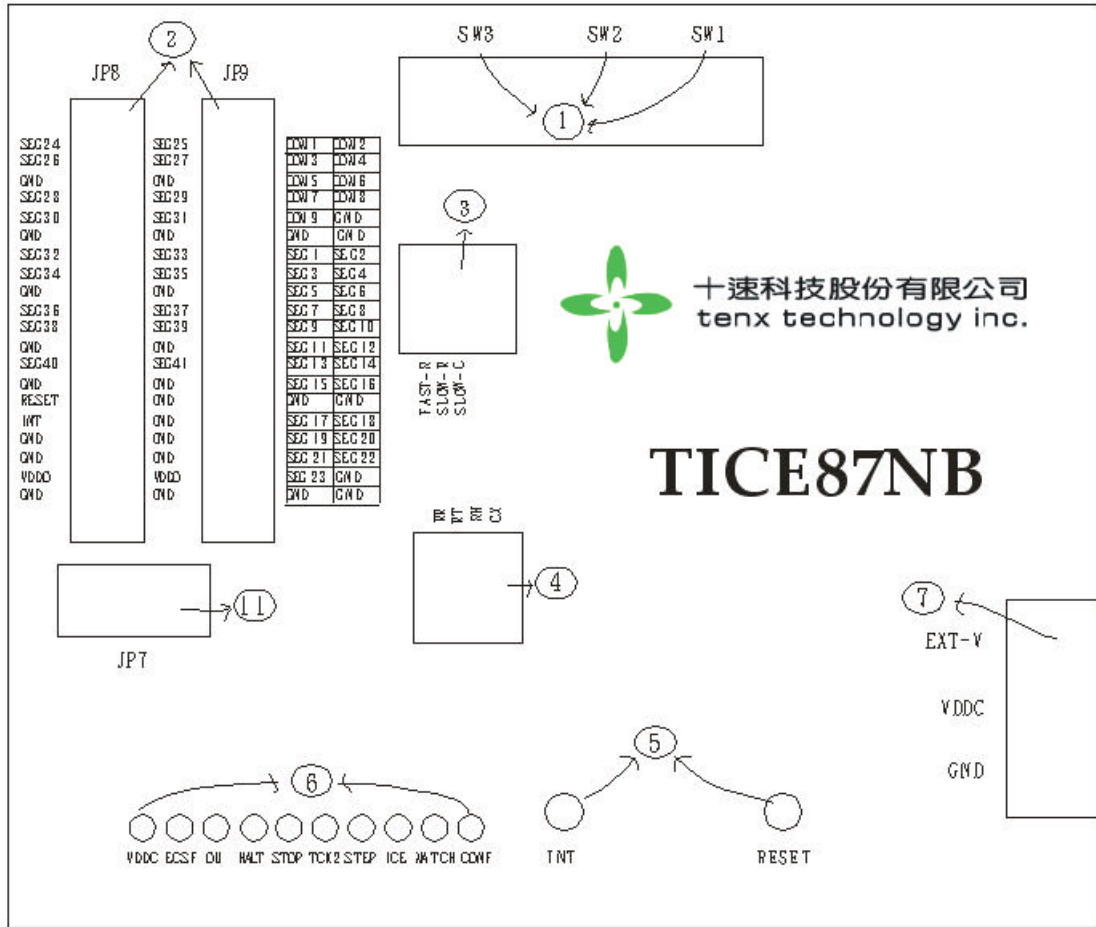 2
JP8 JP9
SW3 SW2 SW1
1
SEG24 SEG25
SEG26 SEG27
GND GND
SEG28 SEG29
SEG30 SEG31
GND GND
SEG32 SEG33
SEG34 SEG35
GND GND
SEG36 SEG37
SEG38 SEG39
GND GND
SEG40 SEG41
GND GND
RESET GND
INT GND
GND GND
GND GND
VDDD VDDD
GND GND
COM1 COM2
COM3 COM4
COM5 COM6
COM7 COM8
COM9 GND
GND GND
SEG1 SEG2
SEG3 SEG4
SEG5 SEG6
SEG7 SEG8
SEG9 SEG10
SEG11 SEG12
SEG13 SEG14
SEG15 SEG16
GND GND
SEG17 SEG18
SEG19 SEG20
SEG21 SEG22
SEG23 GND
GND GND
3
FAST-R
SLOW-R
SLOW-C
十速科技股份有限公司
tenx technology inc.
TICE87NB
RR
RT
RH
CX
4
11
JP7
7
EXT-V
VDDC
GND
5
INT RESET
6
VDDC ECSF HALT STOP TCK2 STEP ICE CONF